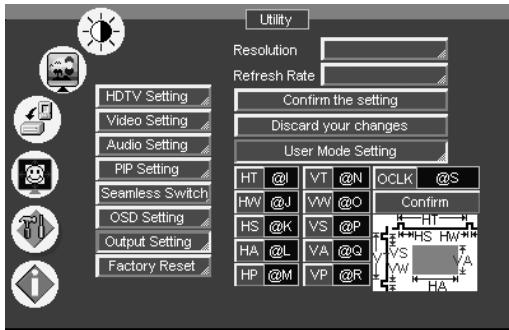 Utility
Resolution
Refresh Rate
HDTV Setting
Video Setting
Audio Setting
PIP Setting
Seamless Switch
OSD Setting
Output Setting
Factory Reset
Confirm the setting
Discard your changes
User Mode Setting
HT @I VT @N OCLK @S
HW @J VW @O Confirm
HS @K VS @P
HA @L VA @Q
HP @M VP @R
HT
HS HW
VS
VW
VT
VA
HA